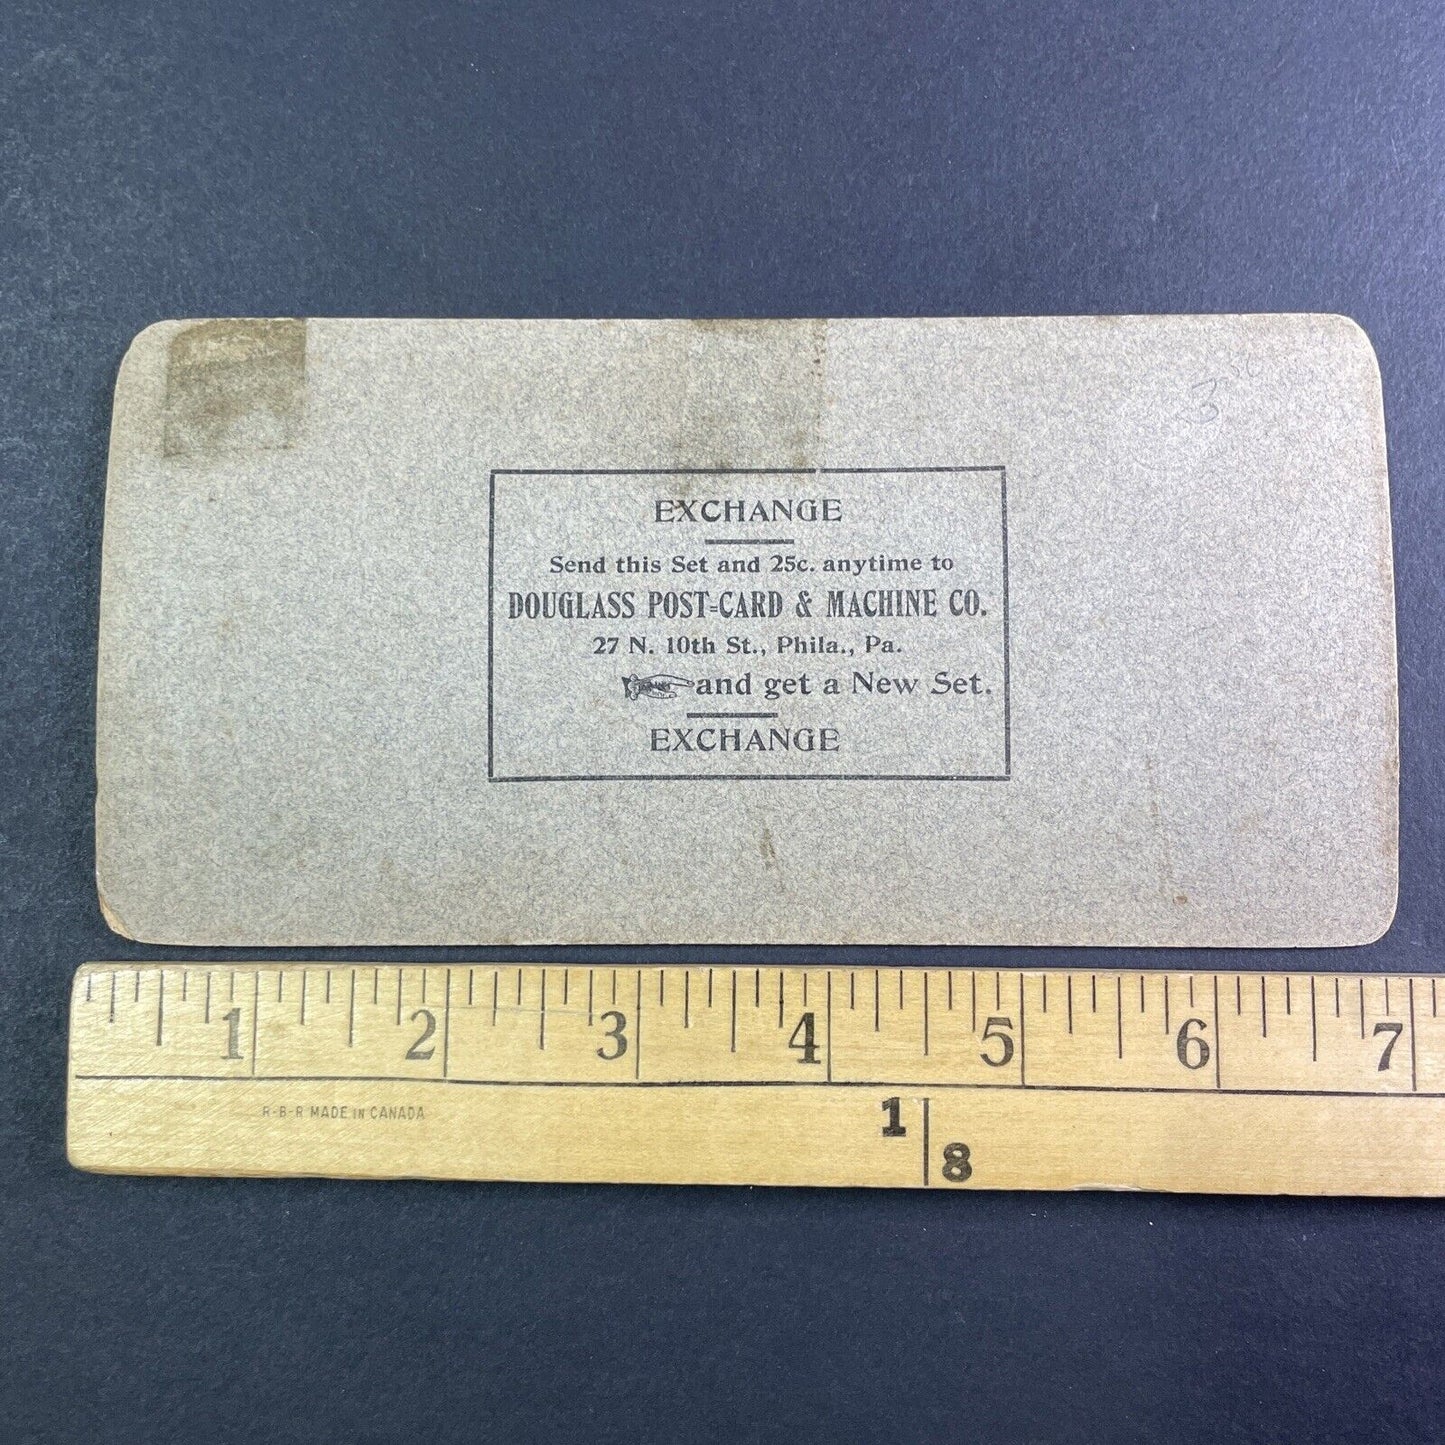 3
EXCHANGE
Send this Set and 25c. anytime to
DOUGLASS POST-CARD & MACHINE CO.
27 N. 10th St., Phila., Pa.
and get a New Set.
EXCHANGE
1 2 3 4 5 6 7
R-B-R MADE IN CANADA
1
8